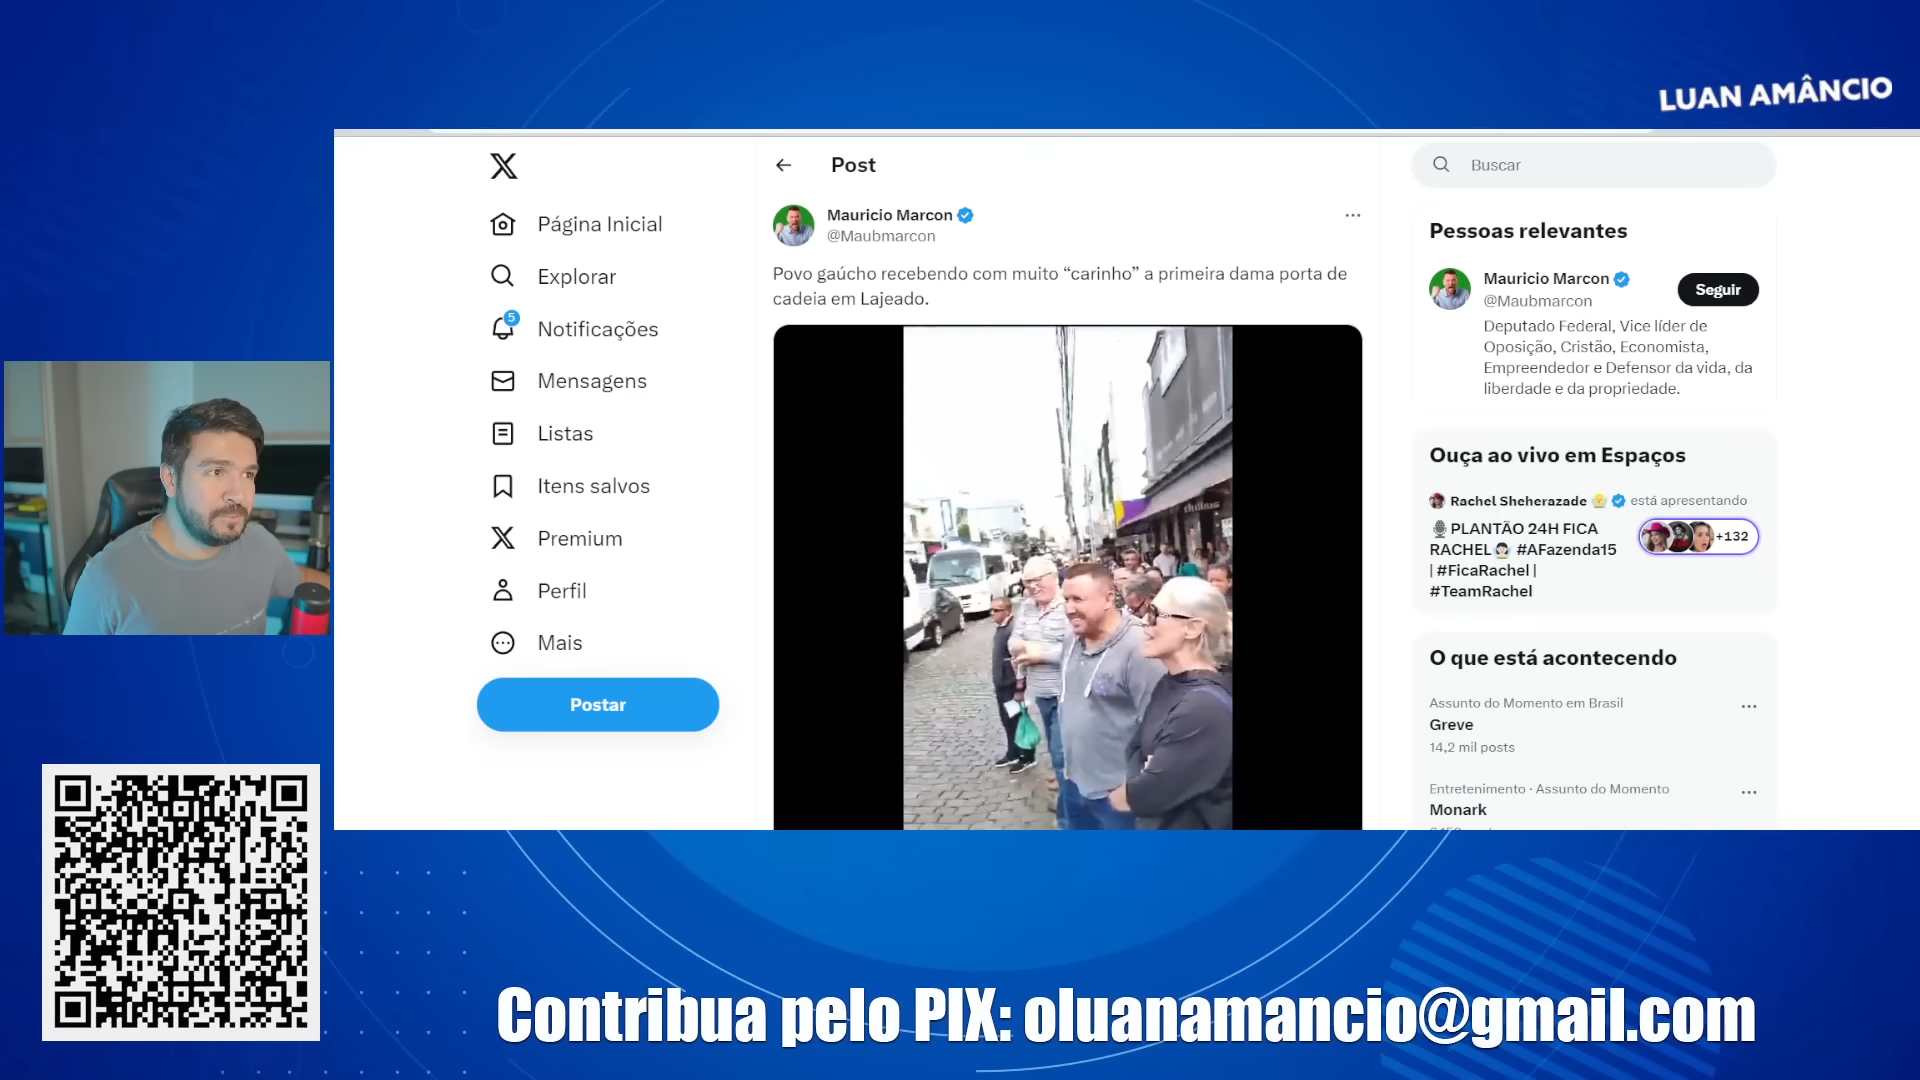 LUAN AMÂNCIO
Página Inicial
Explorar
5
Notificações
Mensagens
Listas
Itens salvos
Premium
Perfil
Mais
Postar
Post
Mauricio Marcon
@Maubmarcon
Povo gaúcho recebendo com muito “carinho” a primeira dama porta de
cadeia em Lajeado.
Buscar
Pessoas relevantes
Mauricio Marcon
@Maubmarcon
Seguir
Deputado Federal, Vice líder de
Oposição, Cristão, Economista,
Empreendedor e Defensor da vida, da
liberdade e da propriedade.
Ouça ao vivo em Espaços
Rachel Sheherazade está apresentando
PLANTÃO 24H FICA
RACHEL #AFazenda15
| #FicaRachel |
#TeamRachel
+132
O que está acontecendo
Assunto do Momento em Brasil
Greve
14,2 mil posts
Entretenimento · Assunto do Momento
Monark
Contribua pelo PIX: oluanamancio@gmail.com